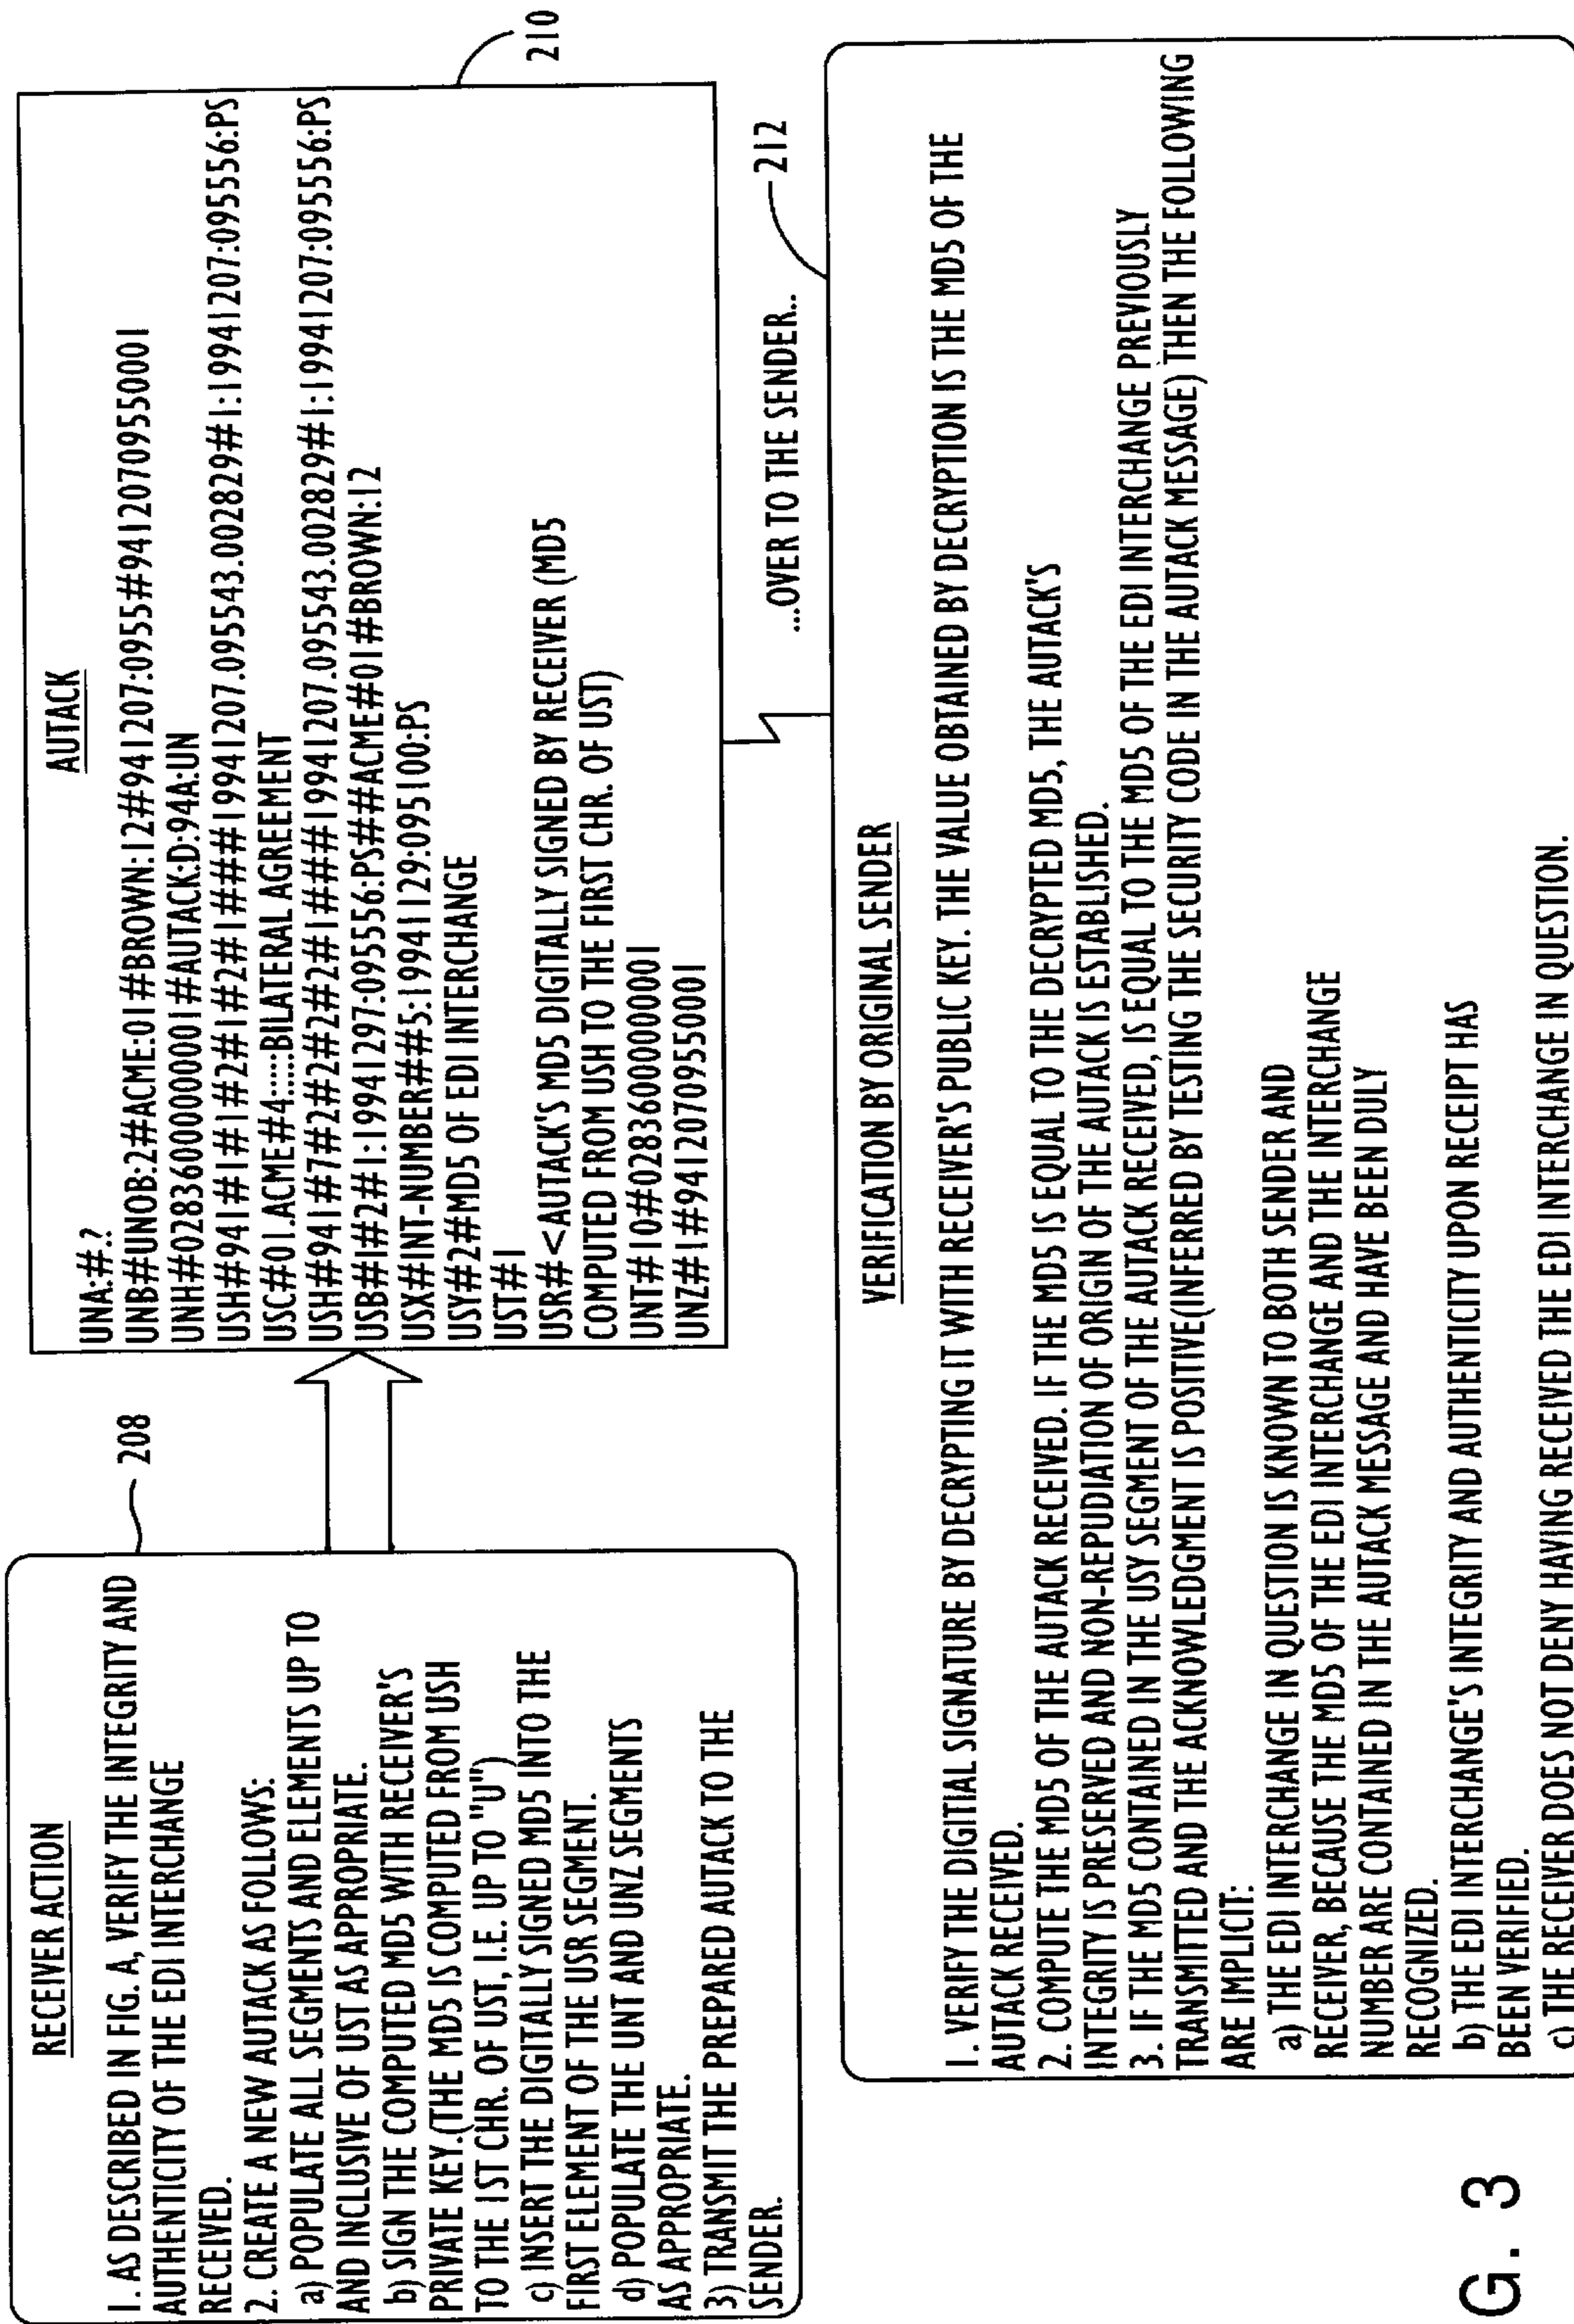 RECEIVER ACTION
1. AS DESCRIBED IN FIG. A, VERIFY THE INTEGRITY AND
AUTHENTICITY OF THE EDI INTERCHANGE
RECEIVED.
2. CREATE A NEW AUTACK AS FOLLOWS:
a) POPULATE ALL SEGMENTS AND ELEMENTS UP TO
AND INCLUSIVE OF UST AS APPROPRIATE.
b) SIGN THE COMPUTED MD5 WITH RECEIVER'S
PRIVATE KEY.(THE MD5 IS COMPUTED FROM USH
TO THE 1ST CHR. OF UST, I.E. UP TO "U")
c) INSERT THE DIGITALLY SIGNED MD5 INTO THE
FIRST ELEMENT OF THE USR SEGMENT.
d) POPULATE THE UNT AND UNZ SEGMENTS
AS APPROPRIATE.
3) TRANSMIT THE PREPARED AUTACK TO THE
SENDER.
208
AUTACK
UNA:#.?
UNB#UNOB:2#ACME:01#BROWN:12#941207:0955#94120709550001
UNH#02836000000001#AUTACK:D:94A:UN
USH#941#1#1#2#1#2#1###19941207.095543.002829#1:19941207:095556:PS
USC#01.ACME#4:::::BILATERAL AGREEMENT
USH#941#7#2#2#2#2#1###19941207.095543.002829#1:19941207:095556:PS
USB#1#2#1:19941297:095556:PS##ACME#01#BROWN:12
USX#INT-NUMBER##5:19941129:095100:PS
USY#2#MD5 OF EDI INTERCHANGE
UST#1
USR#<AUTACK'S MD5 DIGITALLY SIGNED BY RECEIVER (MD5
COMPUTED FROM USH TO THE FIRST CHR. OF UST)
UNT#10#02836000000001
UNZ#1#94120709550001
210
...OVER TO THE SENDER..
212
VERIFICATION BY ORIGINAL SENDER
1. VERIFY THE DIGITIAL SIGNATURE BY DECRYPTING IT WITH RECEIVER'S PUBLIC KEY. THE VALUE OBTAINED BY DECRYPTION IS THE MD5 OF THE
AUTACK RECEIVED.
2. COMPUTE THE MD5 OF THE AUTACK RECEIVED. IF THE MD5 IS EQUAL TO THE DECRYPTED MD5, THE AUTACK'S
INTEGRITY IS PRESERVED AND NON-REPUDIATION OF ORIGIN OF THE AUTACK IS ESTABLISHED.
3. IF THE MD5 CONTAINED IN THE USY SEGMENT OF THE AUTACK RECEIVED, IS EQUAL TO THE MD5 OF THE EDI INTERCHANGE PREVIOUSLY
TRANSMITTED AND THE ACKNOWLEDGMENT IS POSITIVE(INFERRED BY TESTING THE SECURITY CODE IN THE AUTACK MESSAGE) THEN THE FOLLOWING
ARE IMPLICIT:
a) THE EDI INTERCHANGE IN QUESTION IS KNOWN TO BOTH SENDER AND
RECEIVER, BECAUSE THE MD5 OF THE EDI INTERCHANGE AND THE INTERCHANGE
NUMBER ARE CONTAINED IN THE AUTACK MESSAGE AND HAVE BEEN DULY
RECOGNIZED.
b) THE EDI INTERCHANGE'S INTEGRITY AND AUTHENTICITY UPON RECEIPT HAS
BEEN VERIFIED.
c) THE RECEIVER DOES NOT DENY HAVING RECEIVED THE EDI INTERCHANGE IN QUESTION.
G. 3